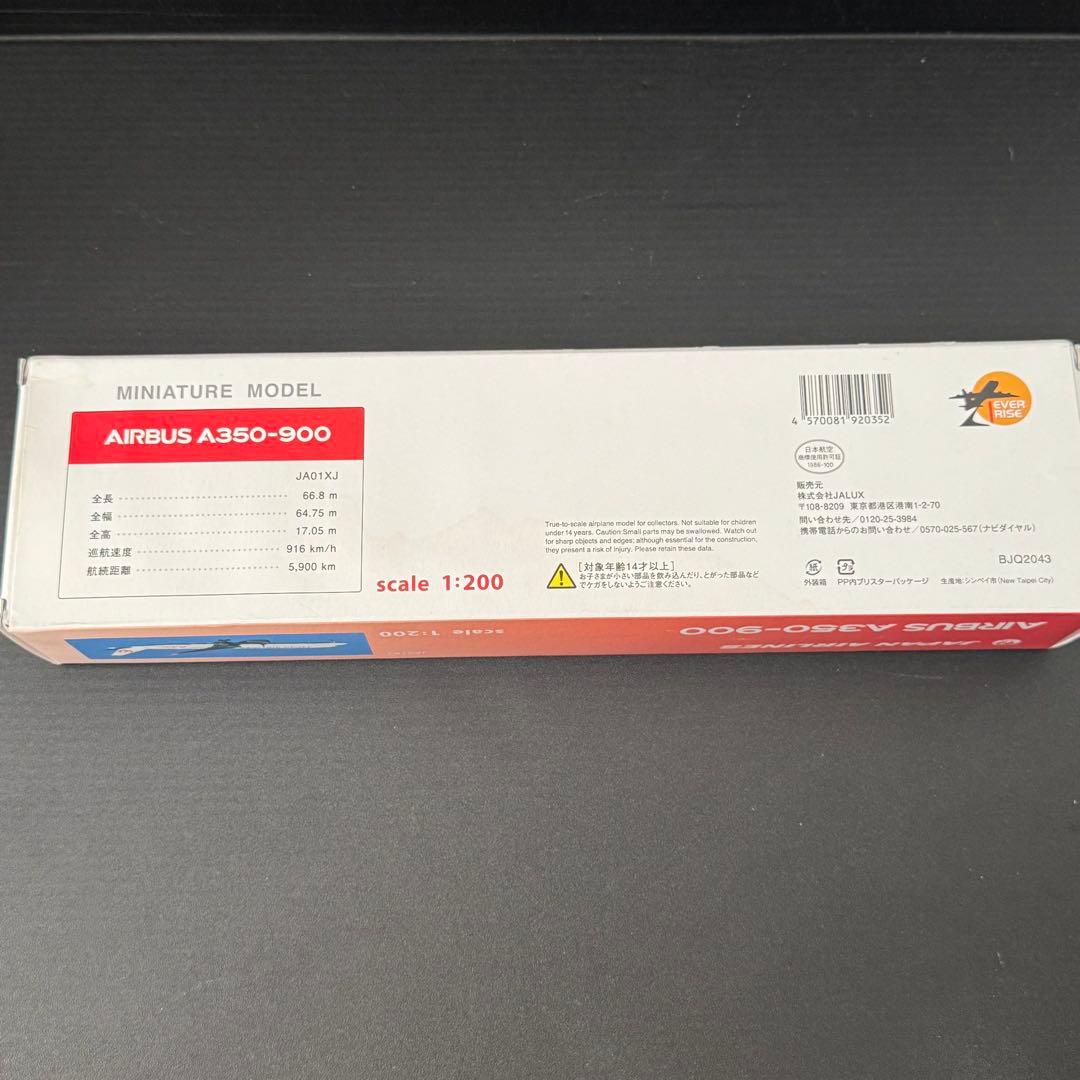 MINIATURE MODEL
AIRBUS A350-900
JA01XJ
全長 66.8 m
全幅 64.75 m
全高 17.05 m
巡航速度 916 km/h
航続距離 5,900 km
scale 1:200
True-to-scale airplane model for collectors. Not suitable for children
under 14 years. Caution:Small parts may be swallowed. Watch out
for sharp objects and edges; although essential for the construction,
they present a risk of injury. Please retain these data.
[対象年齢14才以上]
お子さまが小さい部品を飲み込んだり、とがった部品など
でケガをしないようご注意ください。
4 570081 920352
EVER
RISE
日本航空
商標使用許可証
1986-100
販売元
株式会社JALUX
〒108-8209 東京都港区港南1-2-70
問い合わせ先／0120-25-3984
携帯電話からのお問い合わせ／0570-025-567(ナビダイヤル)
BJQ2043
紙
プラ
外装箱 PP内ブリスターパッケージ 生産地:シンペイ市(New Taipei City)
JAPAN AIRLINES
AIRBUS A350-900
scale 1:200